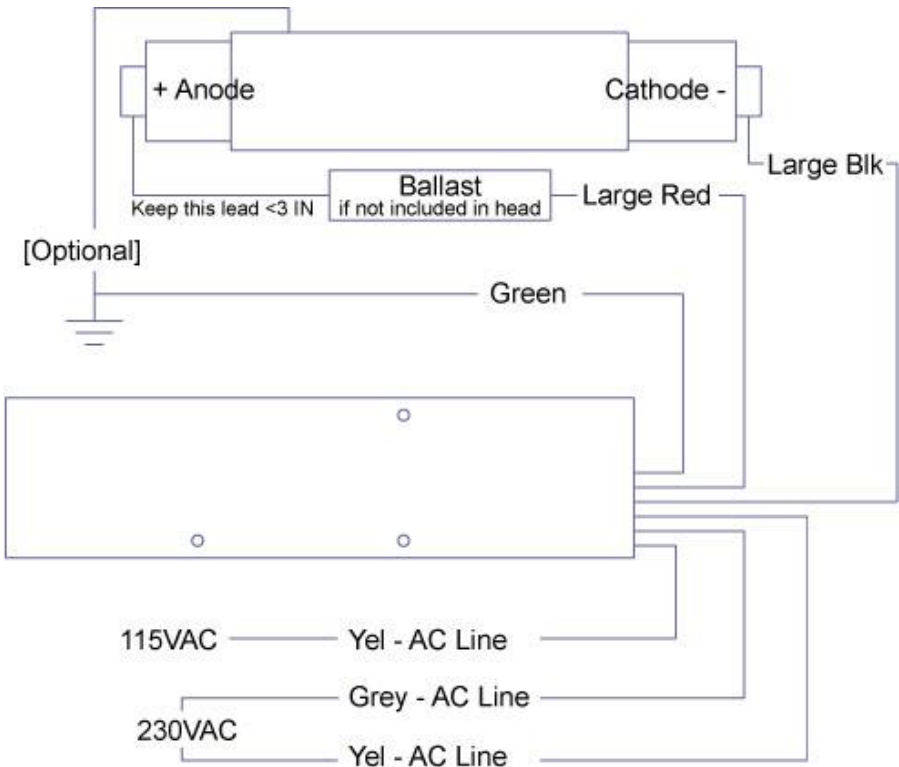 + Anode
Cathode -
Large Blk
Ballast
if not included in head
Large Red
Keep this lead <3 IN
[Optional]
Green
115VAC
Yel - AC Line
Grey - AC Line
230VAC
Yel - AC Line